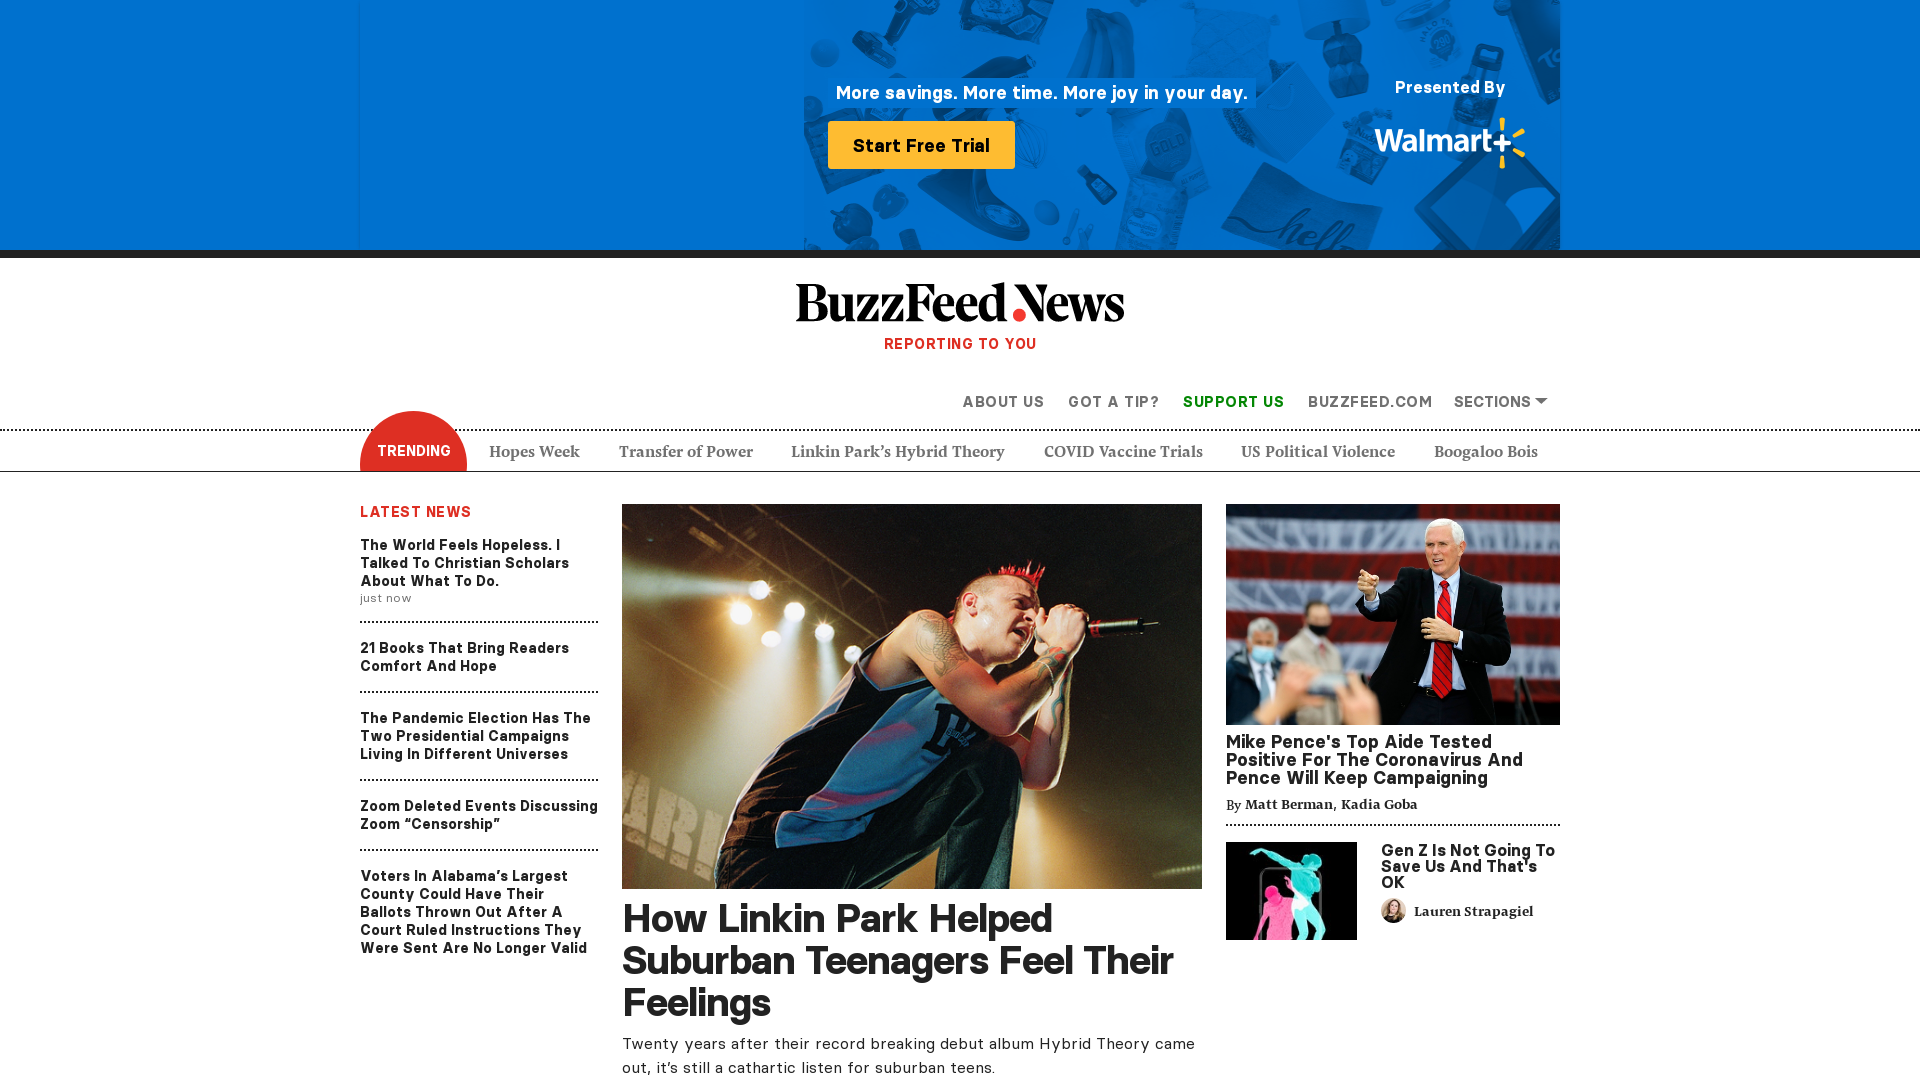 More savings. More time. More joy in your day.
Start Free Trial
Presented By
Walmart+
hello
BuzzFeed News
REPORTING TO YOU
ABOUT US
GOT A TIP?
SUPPORT US
BUZZFEED.COM
SECTIONS
TRENDING
Hopes Week
Transfer of Power
Linkin Park’s Hybrid Theory
COVID Vaccine Trials
US Political Violence
Boogaloo Bois
LATEST NEWS
The World Feels Hopeless. I
Talked To Christian Scholars
About What To Do.
just now
21 Books That Bring Readers
Comfort And Hope
The Pandemic Election Has The
Two Presidential Campaigns
Living In Different Universes
Zoom Deleted Events Discussing
Zoom “Censorship”
Voters In Alabama’s Largest
County Could Have Their
Ballots Thrown Out After A
Court Ruled Instructions They
Were Sent Are No Longer Valid
How Linkin Park Helped
Suburban Teenagers Feel Their
Feelings
Twenty years after their record breaking debut album Hybrid Theory came
out, it’s still a cathartic listen for suburban teens.
Mike Pence's Top Aide Tested
Positive For The Coronavirus And
Pence Will Keep Campaigning
By Matt Berman, Kadia Goba
Gen Z Is Not Going To
Save Us And That's
OK
Lauren Strapagiel